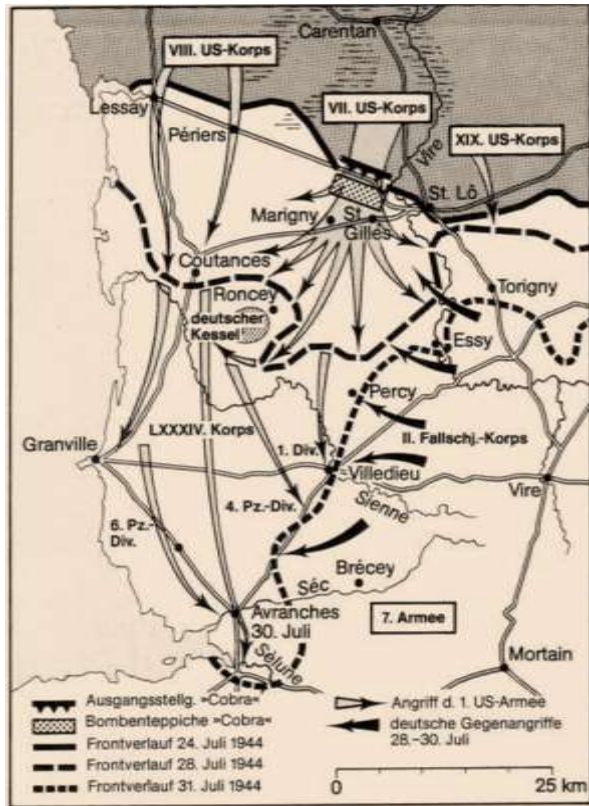 Carentan
VIII. US-Korps
Lessay
VII. US-Korps
Périers
Vire
XIX. US-Korps
St. Lô
Marigny
St.
Gilles
Coutances
Torigny
Roncey
deutscher
Kessel
Essy
Percy
LXXXIV. Korps
Granville
1. Div.
II. Fallschj.-Korps
Villedieu
4. Pz.-Div.
Sienne
Vire
6. Pz.-
Div.
Brécey
Séc
Avranches
30. Juli
7. Armee
Sélune
Mortain
Ausgangsstellg. »Cobra«
Bombenteppiche »Cobra«
Frontverlauf 24. Juli 1944
Frontverlauf 28. Juli 1944
Frontverlauf 31. Juli 1944
Angriff d. 1. US-Armee
deutsche Gegenangriffe
28.–30. Juli
0 25 km